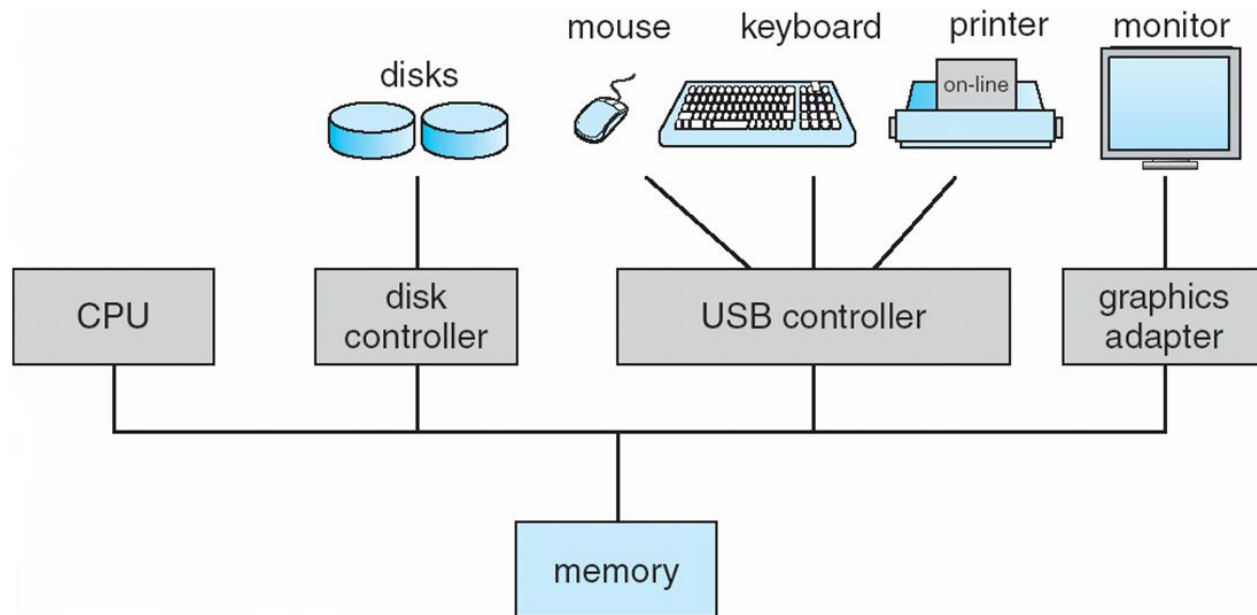 mouse
keyboard
printer
monitor
disks
on-line
CPU
disk
controller
USB controller
graphics
adapter
memory